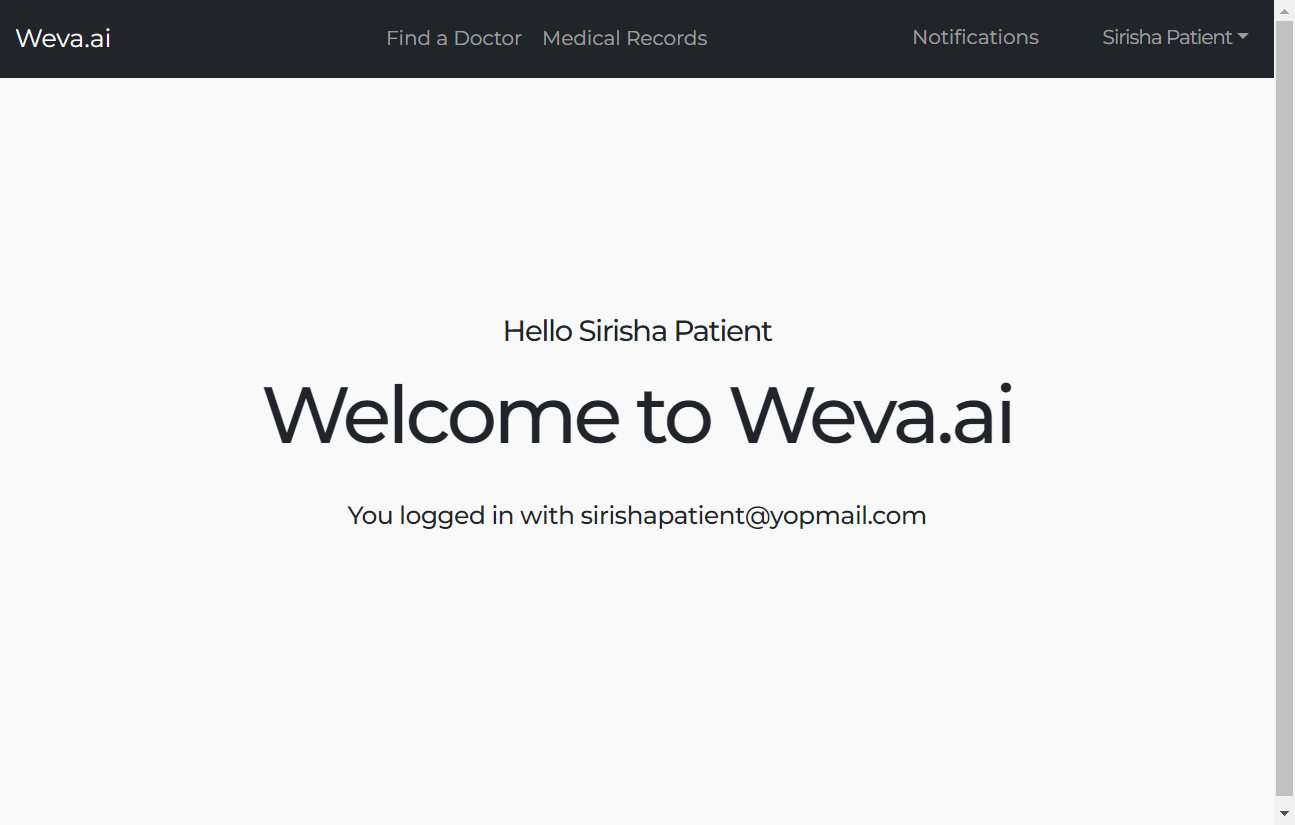 Weva.ai Find a Doctor Medical Records Notifications Sirisha Patient
Hello Sirisha Patient
Welcome to Weva.ai
You logged in with sirishapatient@yopmail.com